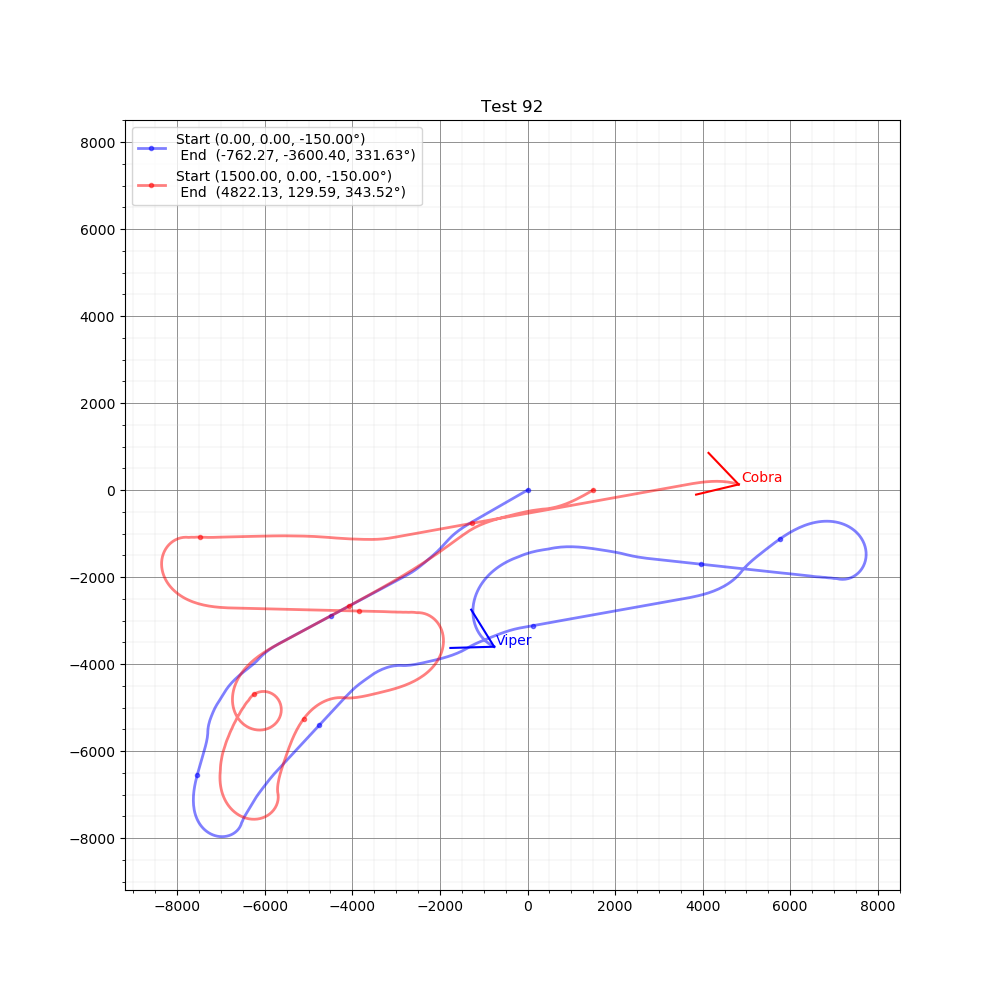 Test 92
Start (0.00, 0.00, -150.00°)
End  (-762.27, -3600.40, 331.63°)
Start (1500.00, 0.00, -150.00°)
End  (4822.13, 129.59, 343.52°)
8000
6000
4000
2000
0
−2000
−4000
−6000
−8000
Cobra
Viper
−8000 −6000 −4000 −2000 0 2000 4000 6000 8000